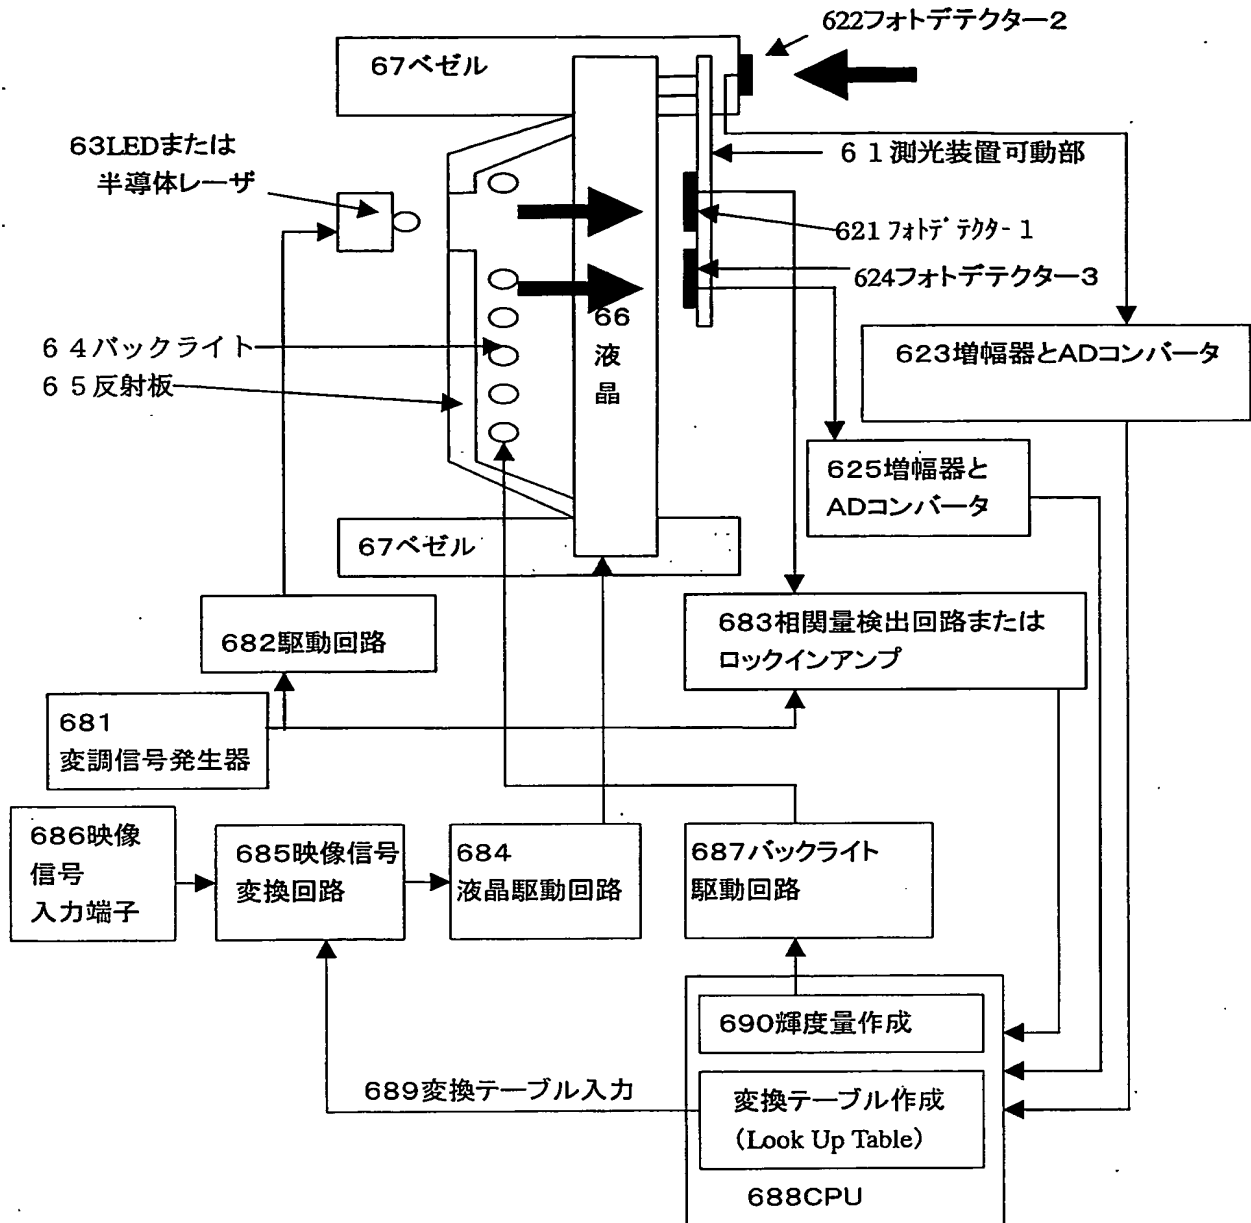 622フォトデテクター2
67ベゼル
63LEDまたは
半導体レーザ
61測光装置可動部
621フォトデテクタ-1
624フォトデテクター3
66
液
晶
64バックライト
65反射板
623増幅器とADコンバータ
625増幅器と
ADコンバータ
67ベゼル
682駆動回路
683相関量検出回路または
ロックインアンプ
681
変調信号発生器
686映像
信号
入力端子
685映像信号
変換回路
684
液晶駆動回路
687バックライト
駆動回路
690輝度量作成
689変換テーブル入力
変換テーブル作成
(Look Up Table)
688CPU